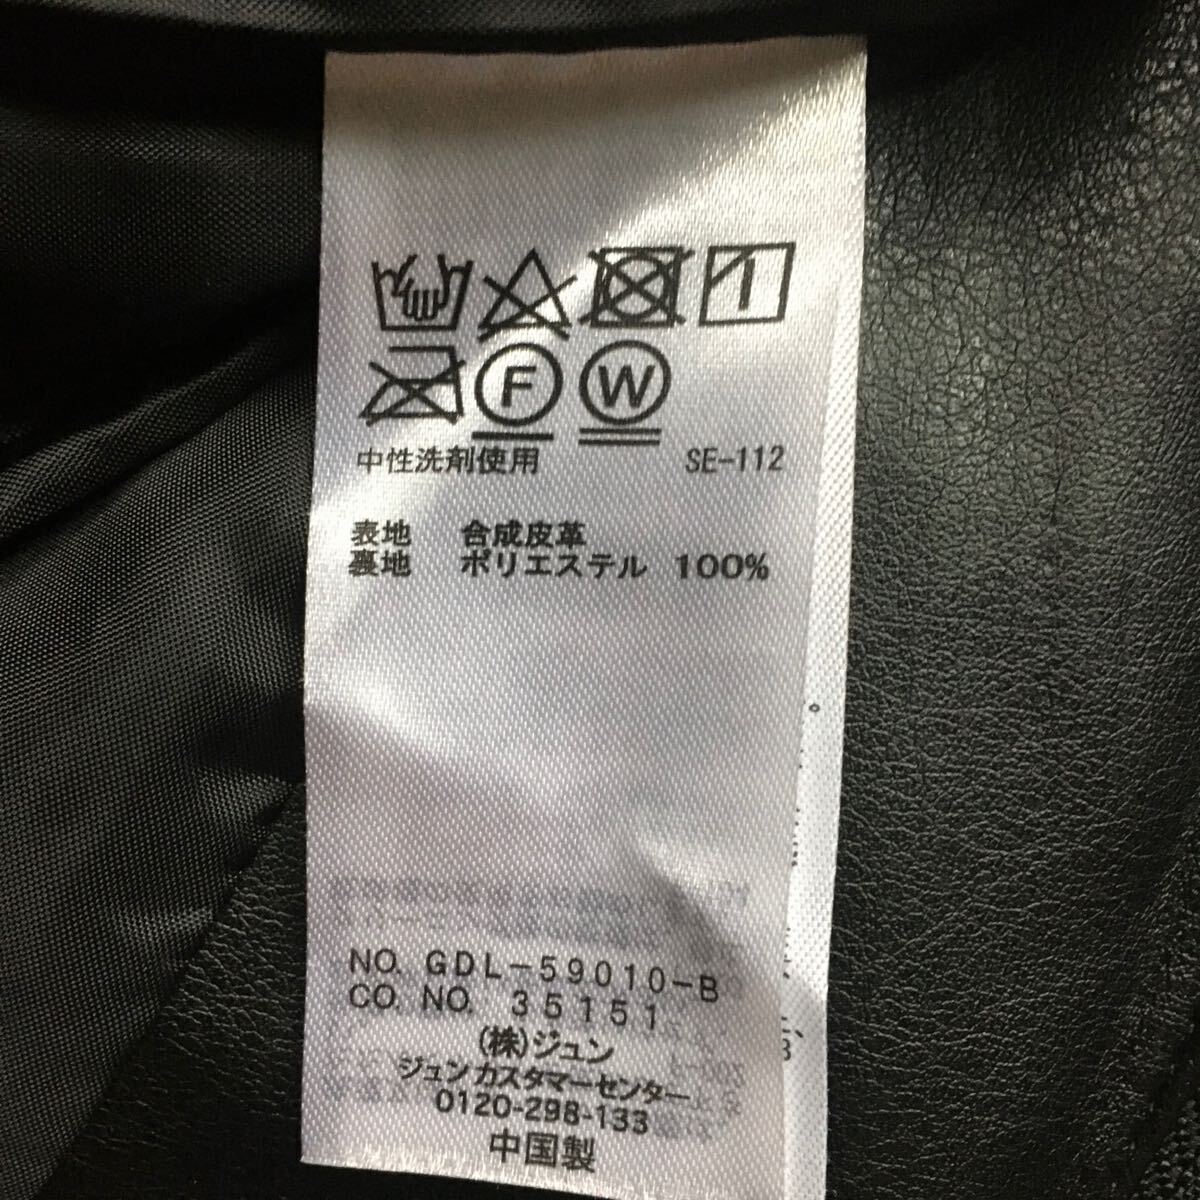 F W
中性洗剤使用 SE-112
表地 合成皮革
裏地 ポリエステル 100%
NO. GDL-59010-B
CO. NO. 35151
(株)ジュン
ジュンカスタマーセンター
0120-298-133
中国製